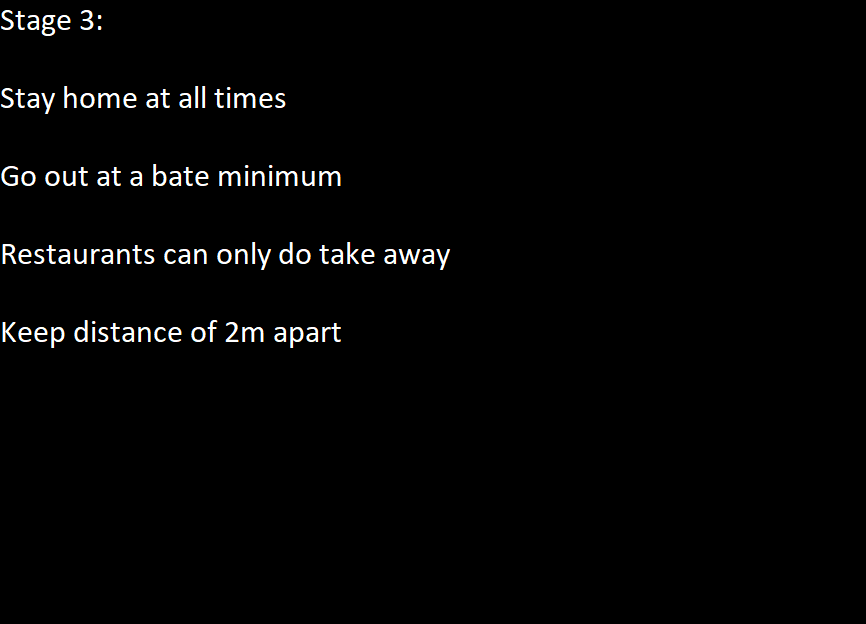 Stage 3:
Stay home at all times
Go out at a bate minimum
Restaurants can only do take away
Keep distance of 2m apart